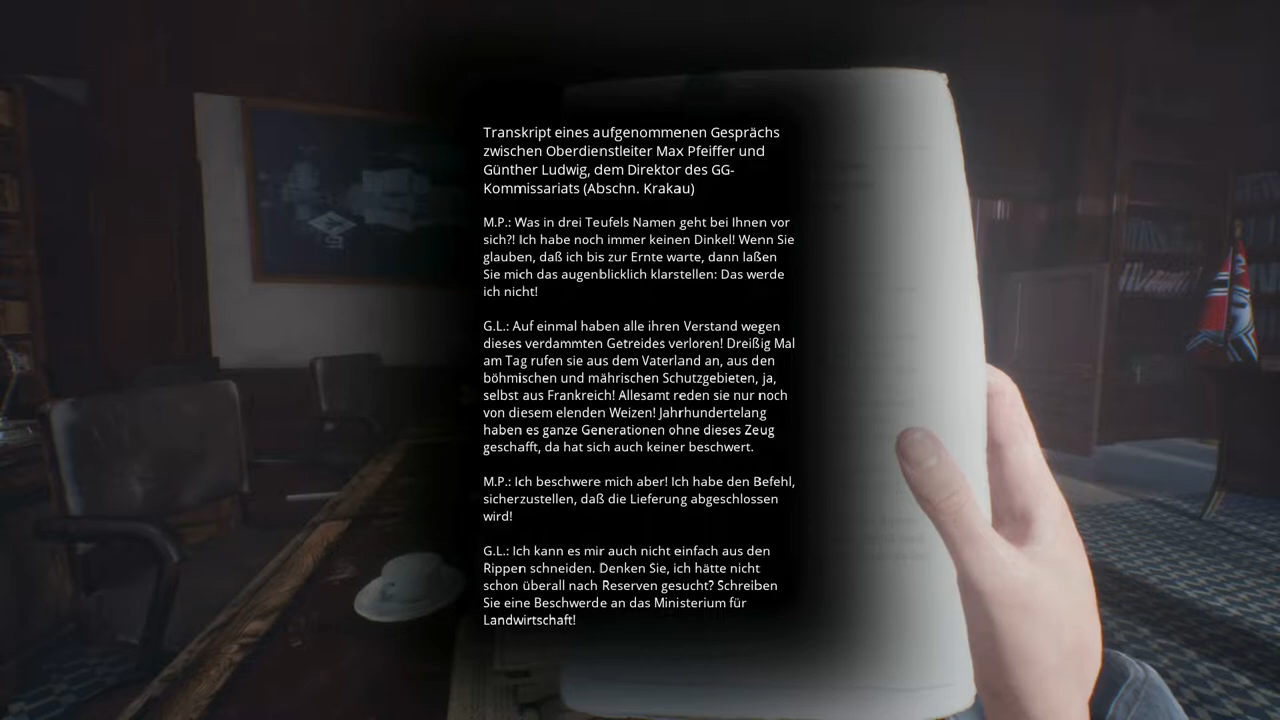 Transkript eines aufgenommenen Gesprächs
zwischen Oberdienstleiter Max Pfeiffer und
Günther Ludwig, dem Direktor des GG-
Kommissariats (Abschn. Krakau)
M.P.: Was in drei Teufels Namen geht bei Ihnen vor
sich?! Ich habe noch immer keinen Dinkel! Wenn Sie
glauben, daß ich bis zur Ernte warte, dann laßen
Sie mich das augenblicklich klarstellen: Das werde
ich nicht!
G.L.: Auf einmal haben alle ihren Verstand wegen
dieses verdammten Getreides verloren! Dreißig Mal
am Tag rufen sie aus dem Vaterland an, aus den
böhmischen und mährischen Schutzgebieten, ja,
selbst aus Frankreich! Allesamt reden sie nur noch
von diesem elenden Weizen! Jahrhundertelang
haben es ganze Generationen ohne dieses Zeug
geschafft, da hat sich auch keiner beschwert.
M.P.: Ich beschwere mich aber! Ich habe den Befehl,
sicherzustellen, daß die Lieferung abgeschlossen
wird!
G.L.: Ich kann es mir auch nicht einfach aus den
Rippen schneiden. Denken Sie, ich hätte nicht
schon überall nach Reserven gesucht? Schreiben
Sie eine Beschwerde an das Ministerium für
Landwirtschaft!